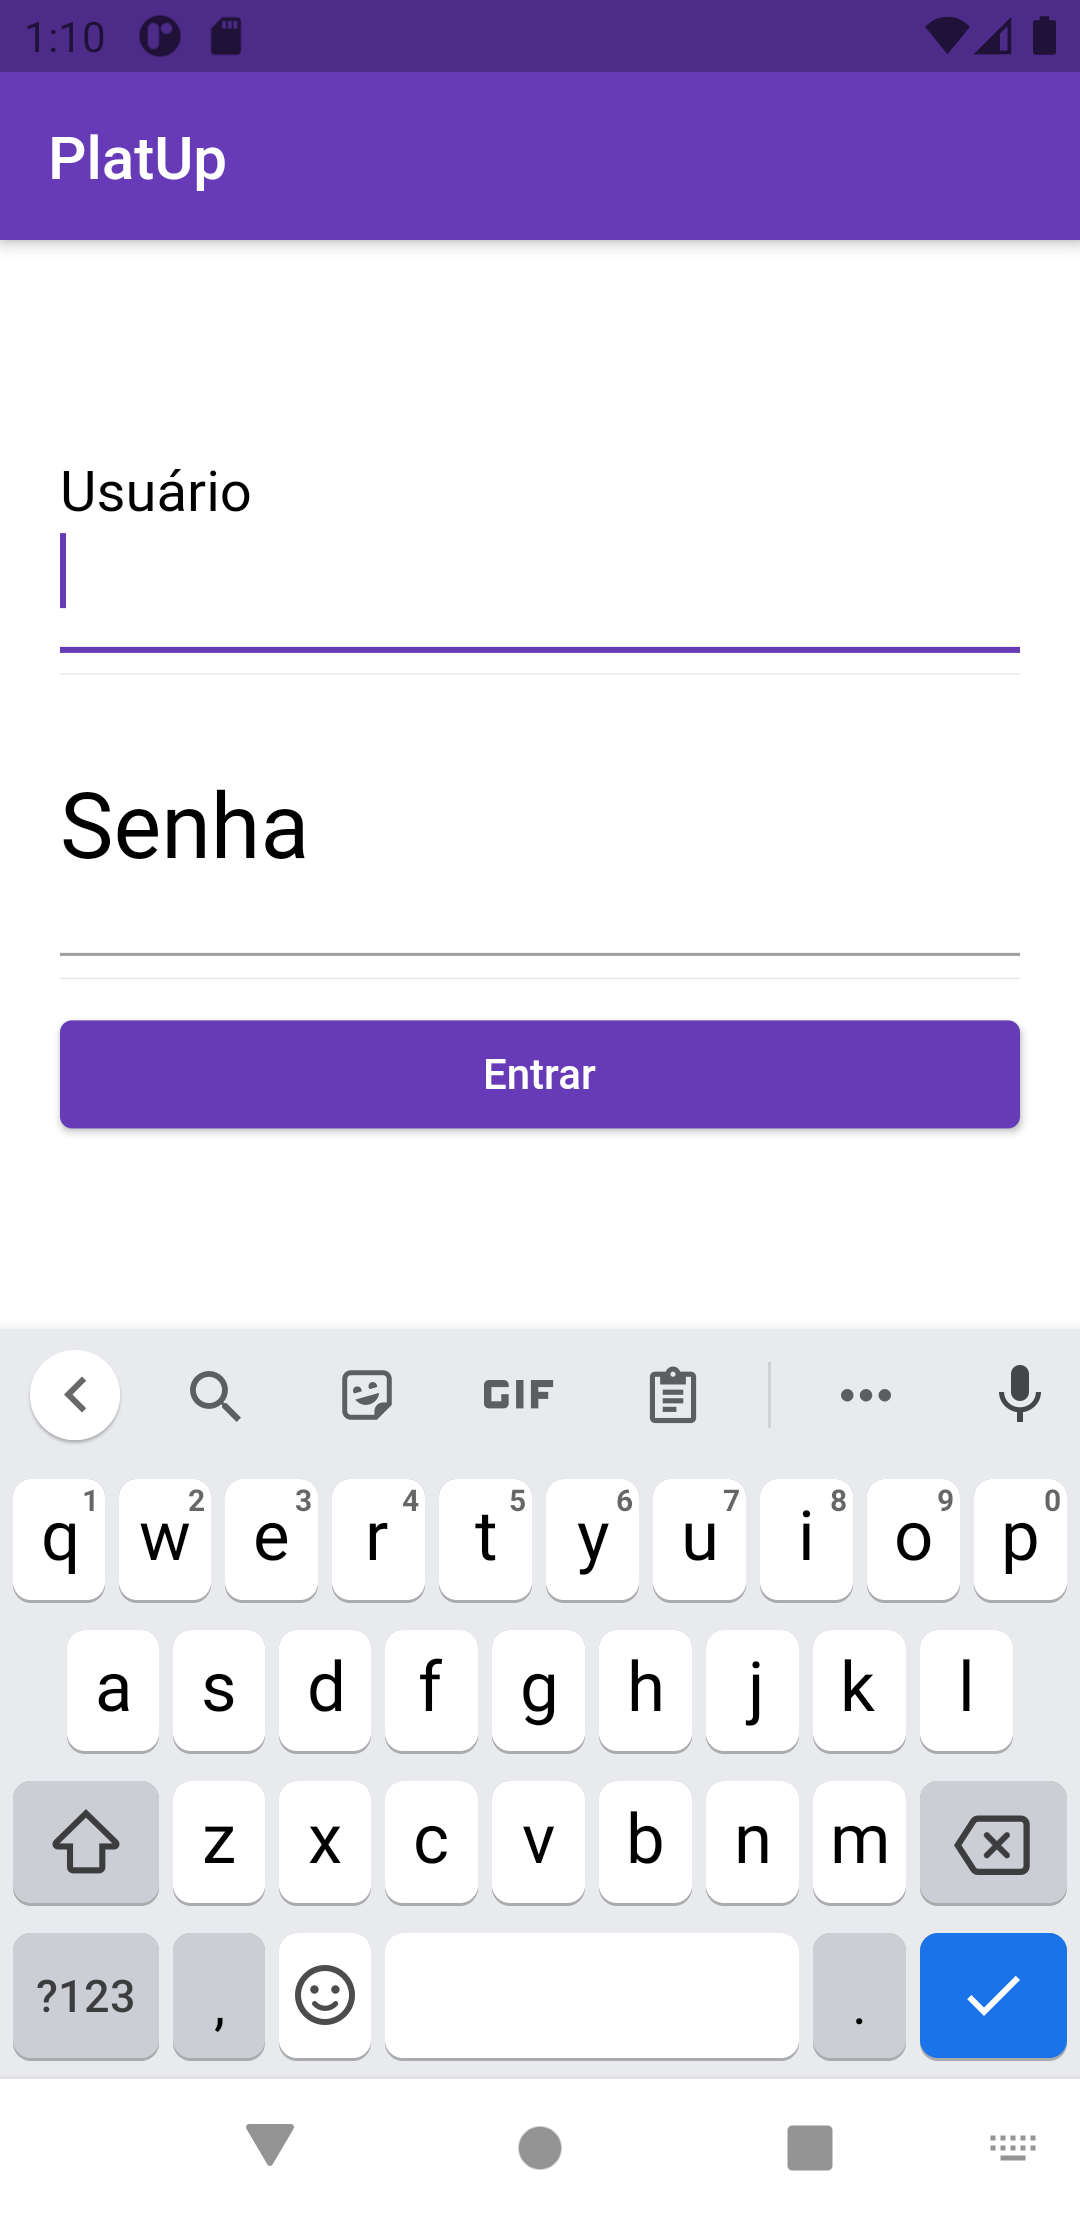 1:10
PlatUp
Usuário
Senha
Entrar
GIF
1 2 3 4 5 6 7 8 9 0
q w e r t y u i o p
a s d f g h j k l
z x c v b n m
?123 , .